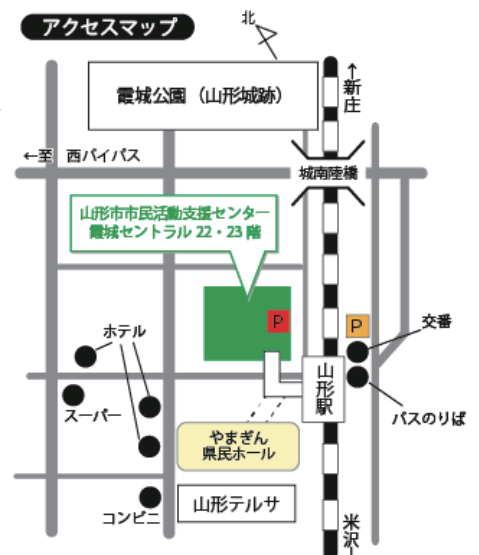 アクセスマップ
北
霞城公園（山形城跡）
↑
新庄
←至　西バイパス
城南陸橋
山形市市民活動支援センター
霞城セントラル 22・23 階
P
P
交番
ホテル
山形駅
スーパー
バスのりば
やまぎん
県民ホール
山形テルサ
コンビニ
米沢